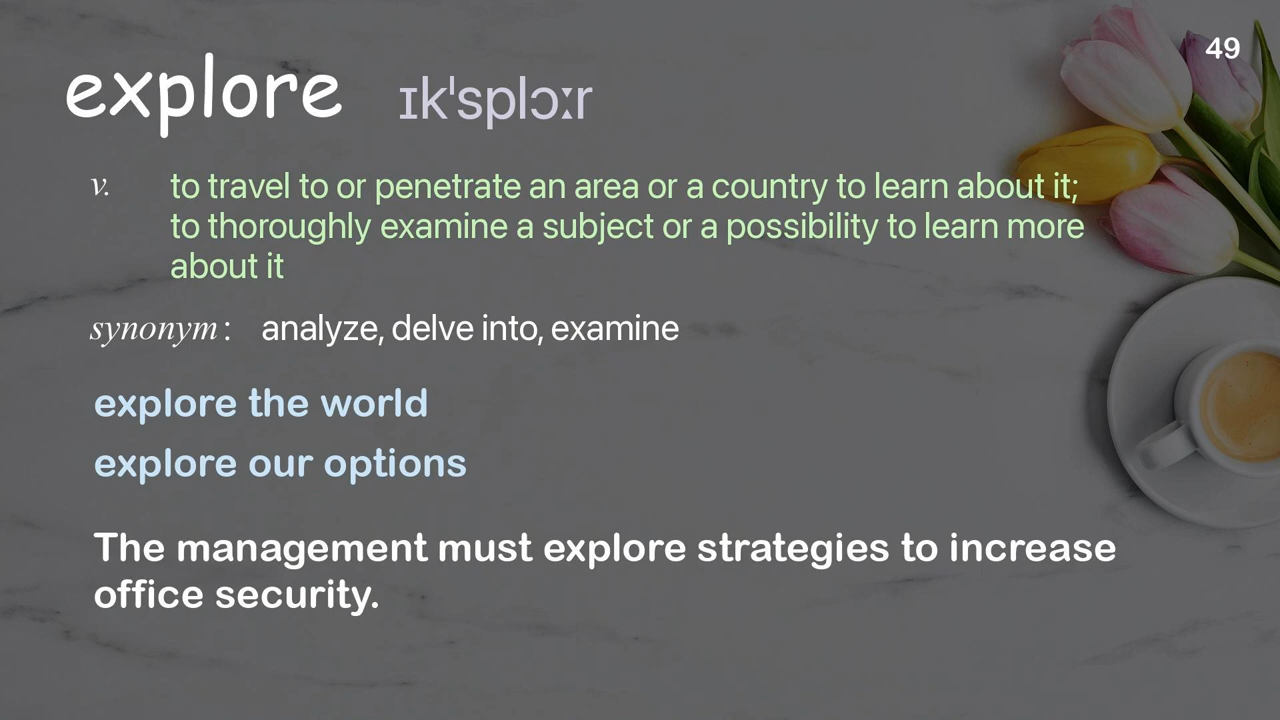 49
explore ɪk'splɔːr
v. to travel to or penetrate an area or a country to learn about it;
to thoroughly examine a subject or a possibility to learn more
about it
synonym: analyze, delve into, examine
explore the world
explore our options
The management must explore strategies to increase
office security.